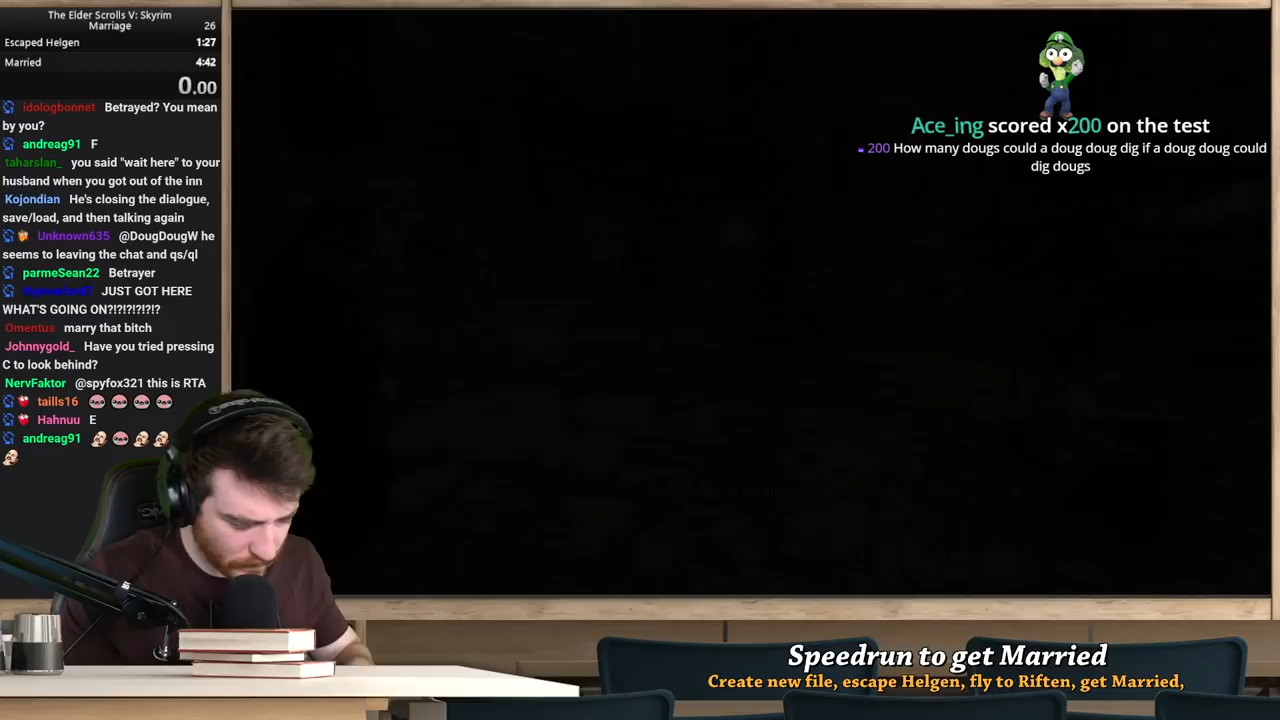 The Elder Scrolls V: Skyrim
Marriage 26
Escaped Helgen 1:27
Married 4:42
0.00
idologbonnet Betrayed? You mean
by you?
andreag91 F
taharslan_ you said "wait here" to your
husband when you got out of the inn
Kojondian He's closing the dialogue,
save/load, and then talking again
Unknown635 @DougDougW he
seems to leaving the chat and qs/ql
parmeSean22 Betrayer
JUST GOT HERE
WHAT'S GOING ON?!?!?!?!?!?
Omentus marry that bitch
Johnnygold_ Have you tried pressing
C to look behind?
NervFaktor @spyfox321 this is RTA
taills16
Hahnuu E
andreag91
Ace_ing scored x200 on the test
200 How many dougs could a doug doug dig if a doug doug could
dig dougs
Speedrun to get Married
Create new file, escape Helgen, fly to Riften, get Married,